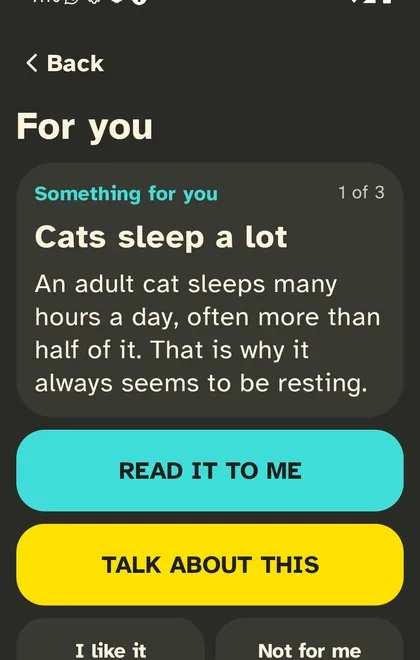 Back
For you
Something for you
1 of 3
Cats sleep a lot
An adult cat sleeps many
hours a day, often more than
half of it. That is why it
always seems to be resting.
READ IT TO ME
TALK ABOUT THIS
I like it
Not for me